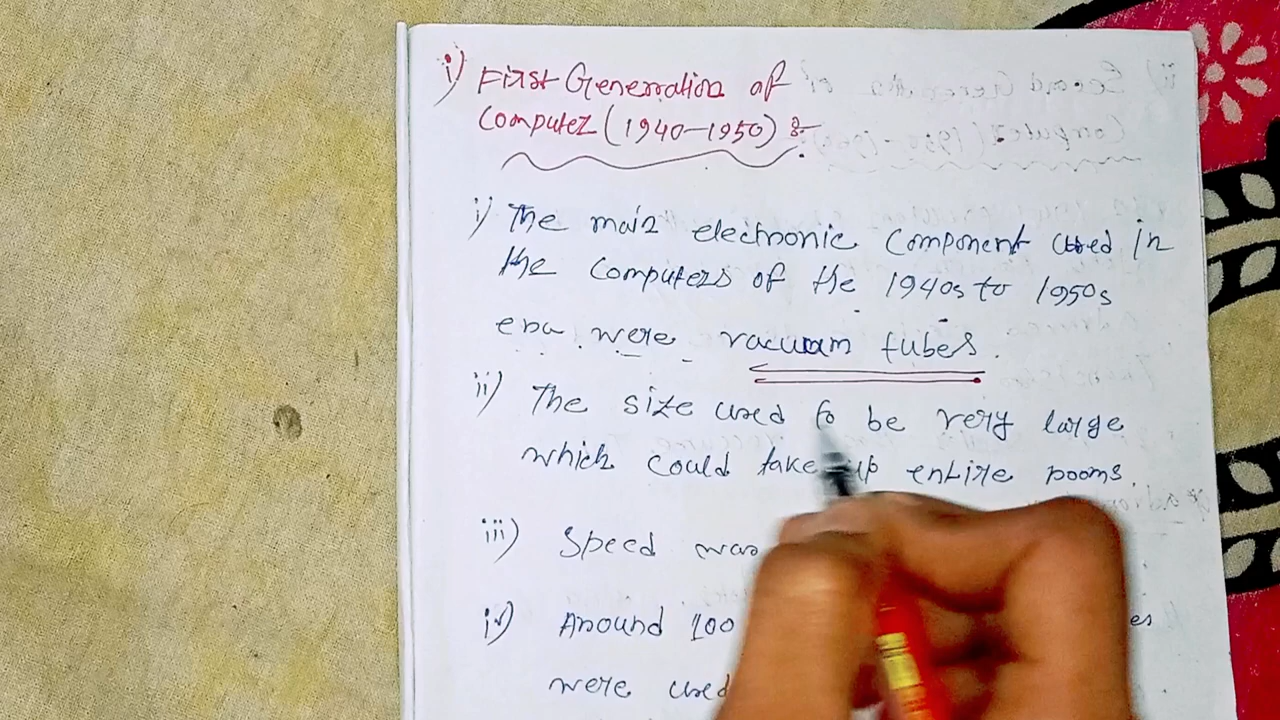 i) First Generation of
Computer (1940-1950) :-
i) The main electronic component used in
the computers of the 1940s to 1950s
era were vacuum tubes.
ii) The size used to be very large
which could take up entire rooms.
iii) Speed was
iv) Around 100
were used